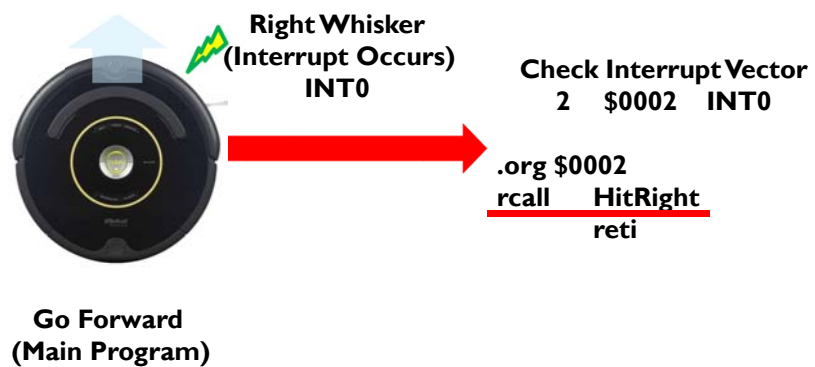 Right Whisker
(Interrupt Occurs)
INT0
Check Interrupt Vector
2 $0002 INT0
.org $0002
rcall HitRight
reti
Go Forward
(Main Program)